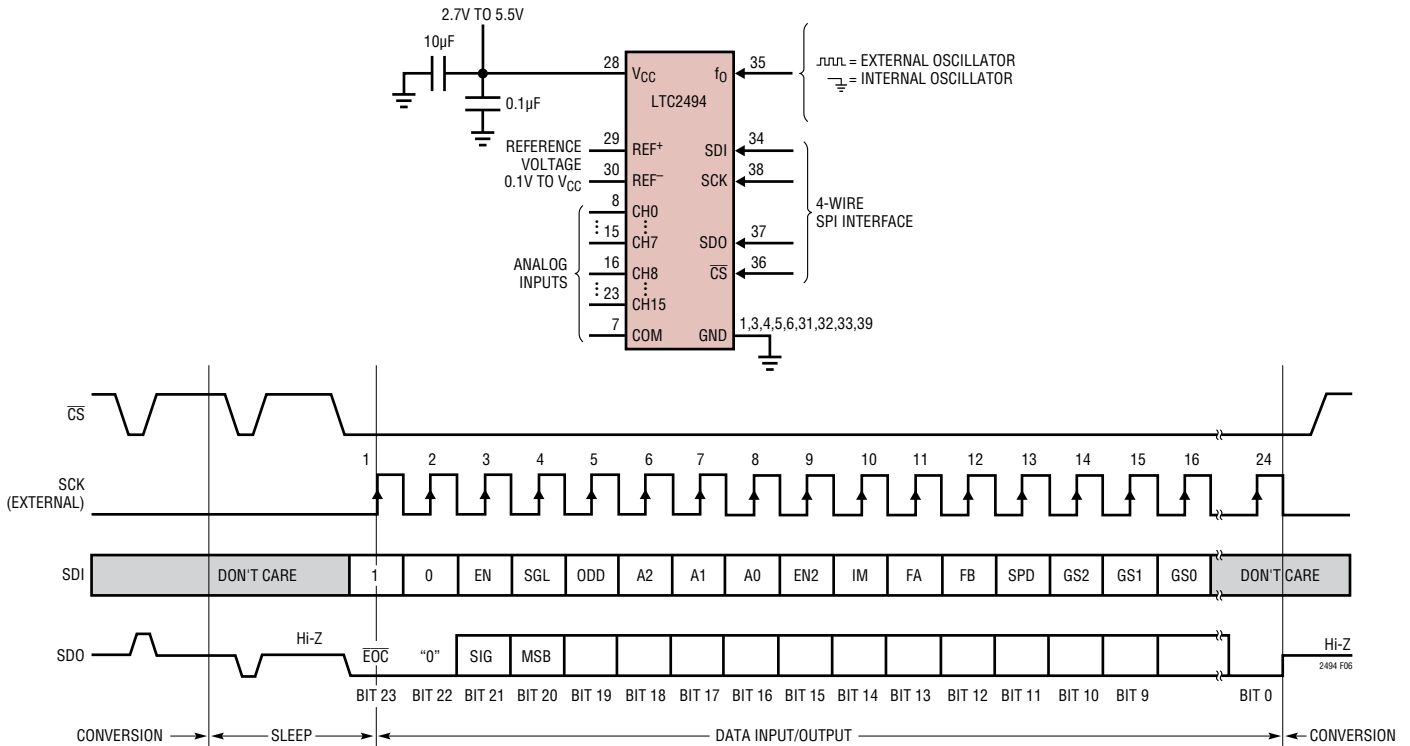 2.7V TO 5.5V
10µF
0.1µF
28
VCC
LTC2494
fO
35
= EXTERNAL OSCILLATOR
= INTERNAL OSCILLATOR
REFERENCE
VOLTAGE
0.1V TO VCC
29
REF+
30
REF–
SDI
34
SCK
38
4-WIRE
SPI INTERFACE
ANALOG
INPUTS
8
CH0
15
CH7
16
CH8
23
CH15
7
COM
SDO
37
CS
36
GND
1,3,4,5,6,31,32,33,39
CS
1 2 3 4 5 6 7 8 9 10 11 12 13 14 15 16 24
SCK
(EXTERNAL)
SDI DON'T CARE 1 0 EN SGL ODD A2 A1 A0 EN2 IM FA FB SPD GS2 GS1 GS0 DON'T CARE
SDO Hi-Z EOC "0" SIG MSB Hi-Z
2494 F06
BIT 23 BIT 22 BIT 21 BIT 20 BIT 19 BIT 18 BIT 17 BIT 16 BIT 15 BIT 14 BIT 13 BIT 12 BIT 11 BIT 10 BIT 9 BIT 0
CONVERSION SLEEP DATA INPUT/OUTPUT CONVERSION